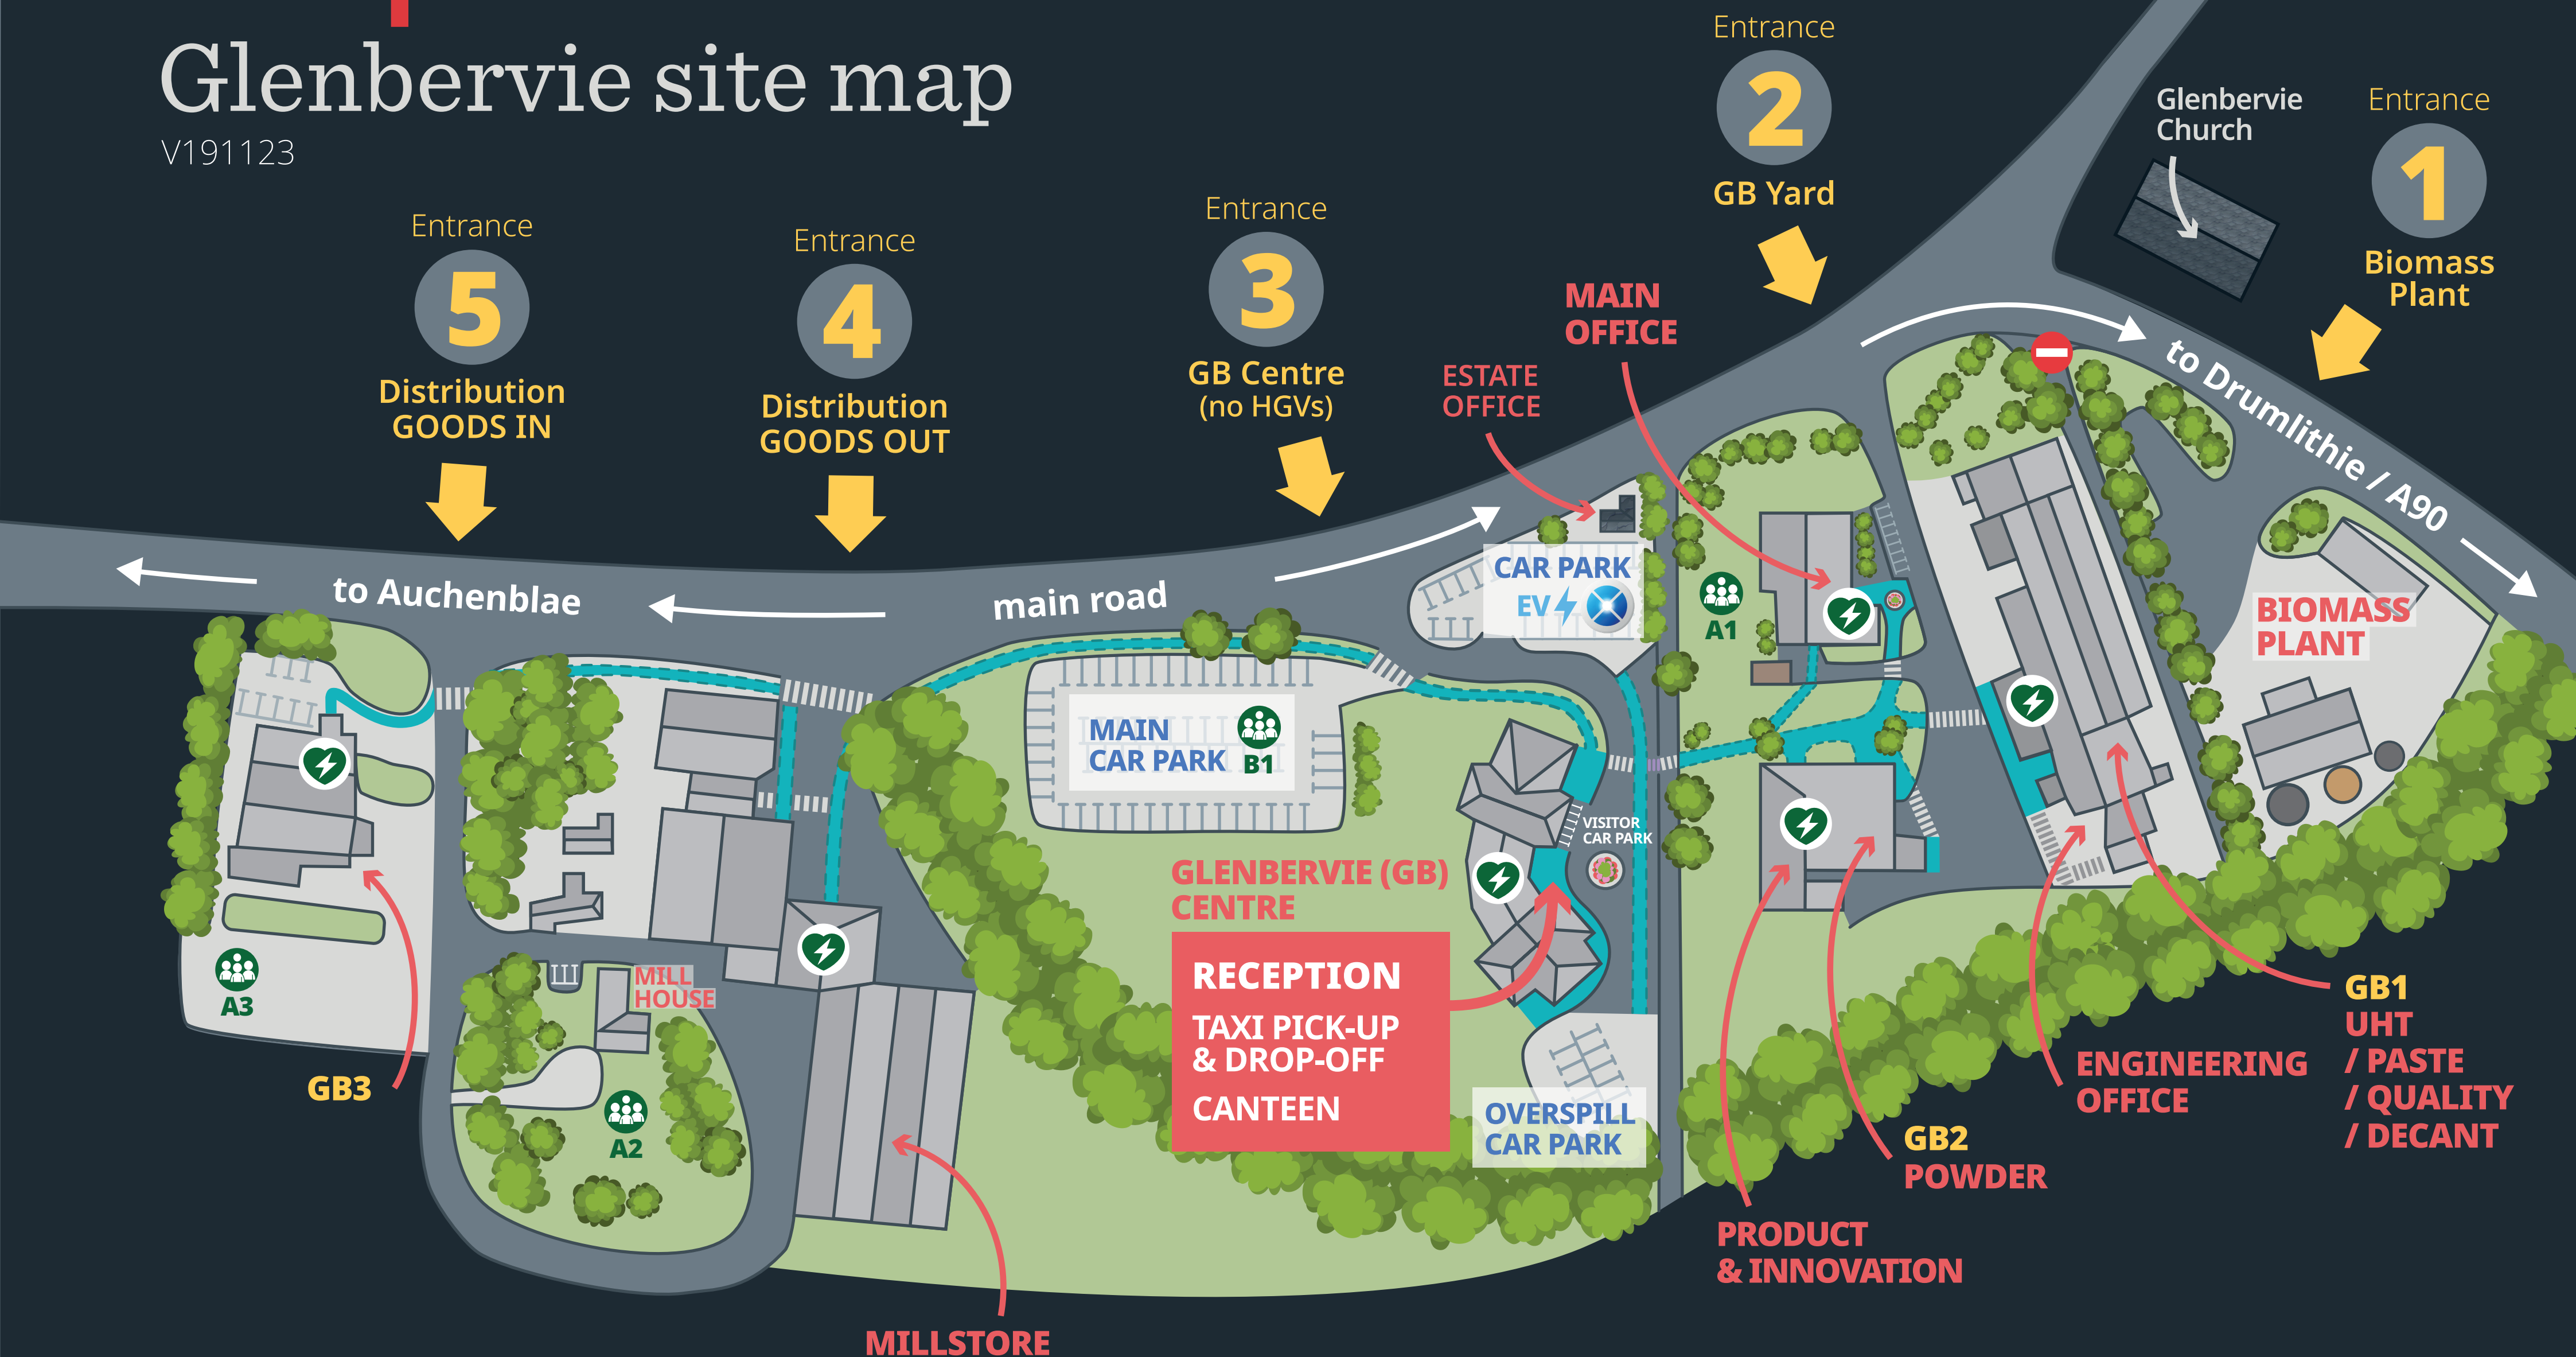 Glenbervie site map
V191123
Entrance
5
Distribution
GOODS IN
Entrance
4
Distribution
GOODS OUT
Entrance
3
GB Centre
(no HGVs)
Entrance
2
GB Yard
Entrance
1
Biomass
Plant
Glenbervie
Church
MAIN
OFFICE
ESTATE
OFFICE
to Auchenblae
main road
to Drumlithie / A90
CAR PARK
EV
A1
BIOMASS
PLANT
MAIN
CAR PARK
B1
VISITOR
CAR PARK
GLENBERVIE (GB)
CENTRE
RECEPTION
TAXI PICK-UP
& DROP-OFF
CANTEEN
OVERSPILL
CAR PARK
A3
MILL
HOUSE
A2
GB3
MILLSTORE
PRODUCT
& INNOVATION
GB2
POWDER
ENGINEERING
OFFICE
GB1
UHT
/ PASTE
/ QUALITY
/ DECANT